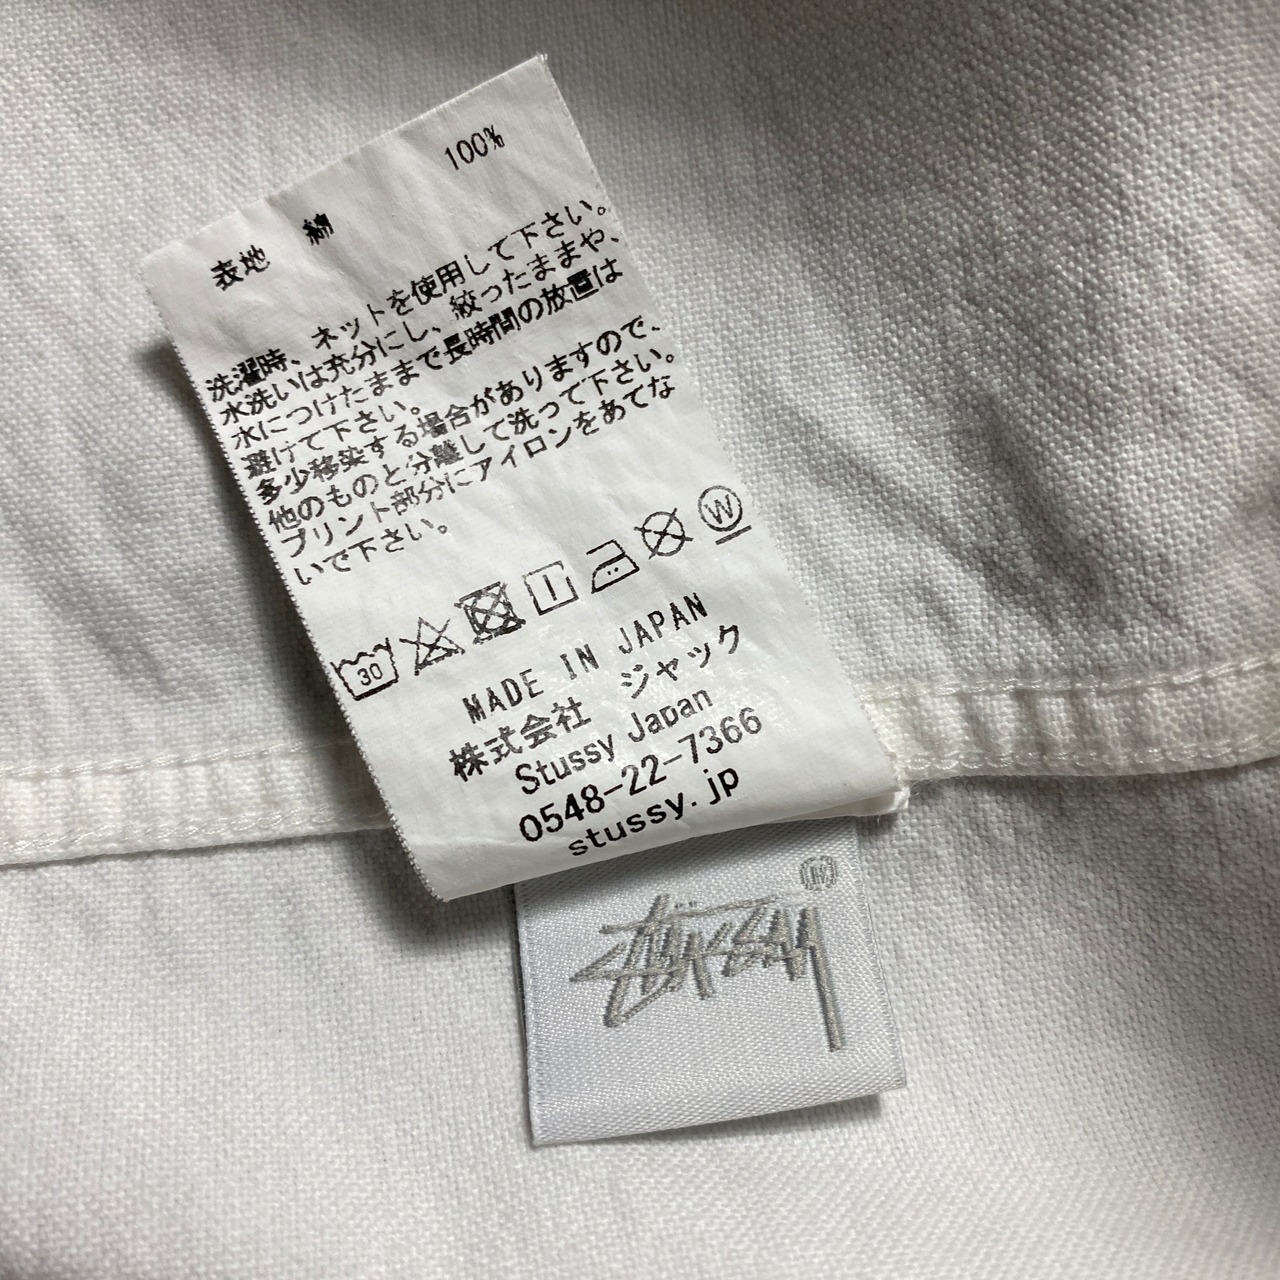 表地 綿 100%
洗濯時、ネットを使用して下さい。
水洗いは充分にし、絞ったままや、
水につけたままで長時間の放置は
避けて下さい。
多少移染する場合がありますので、
他のものと分離して洗って下さい。
プリント部分にアイロンをあてな
いで下さい。
30
W
MADE IN JAPAN
株式会社 ジャック
Stussy Japan
0548-22-7366
stussy.jp
STÜSSY